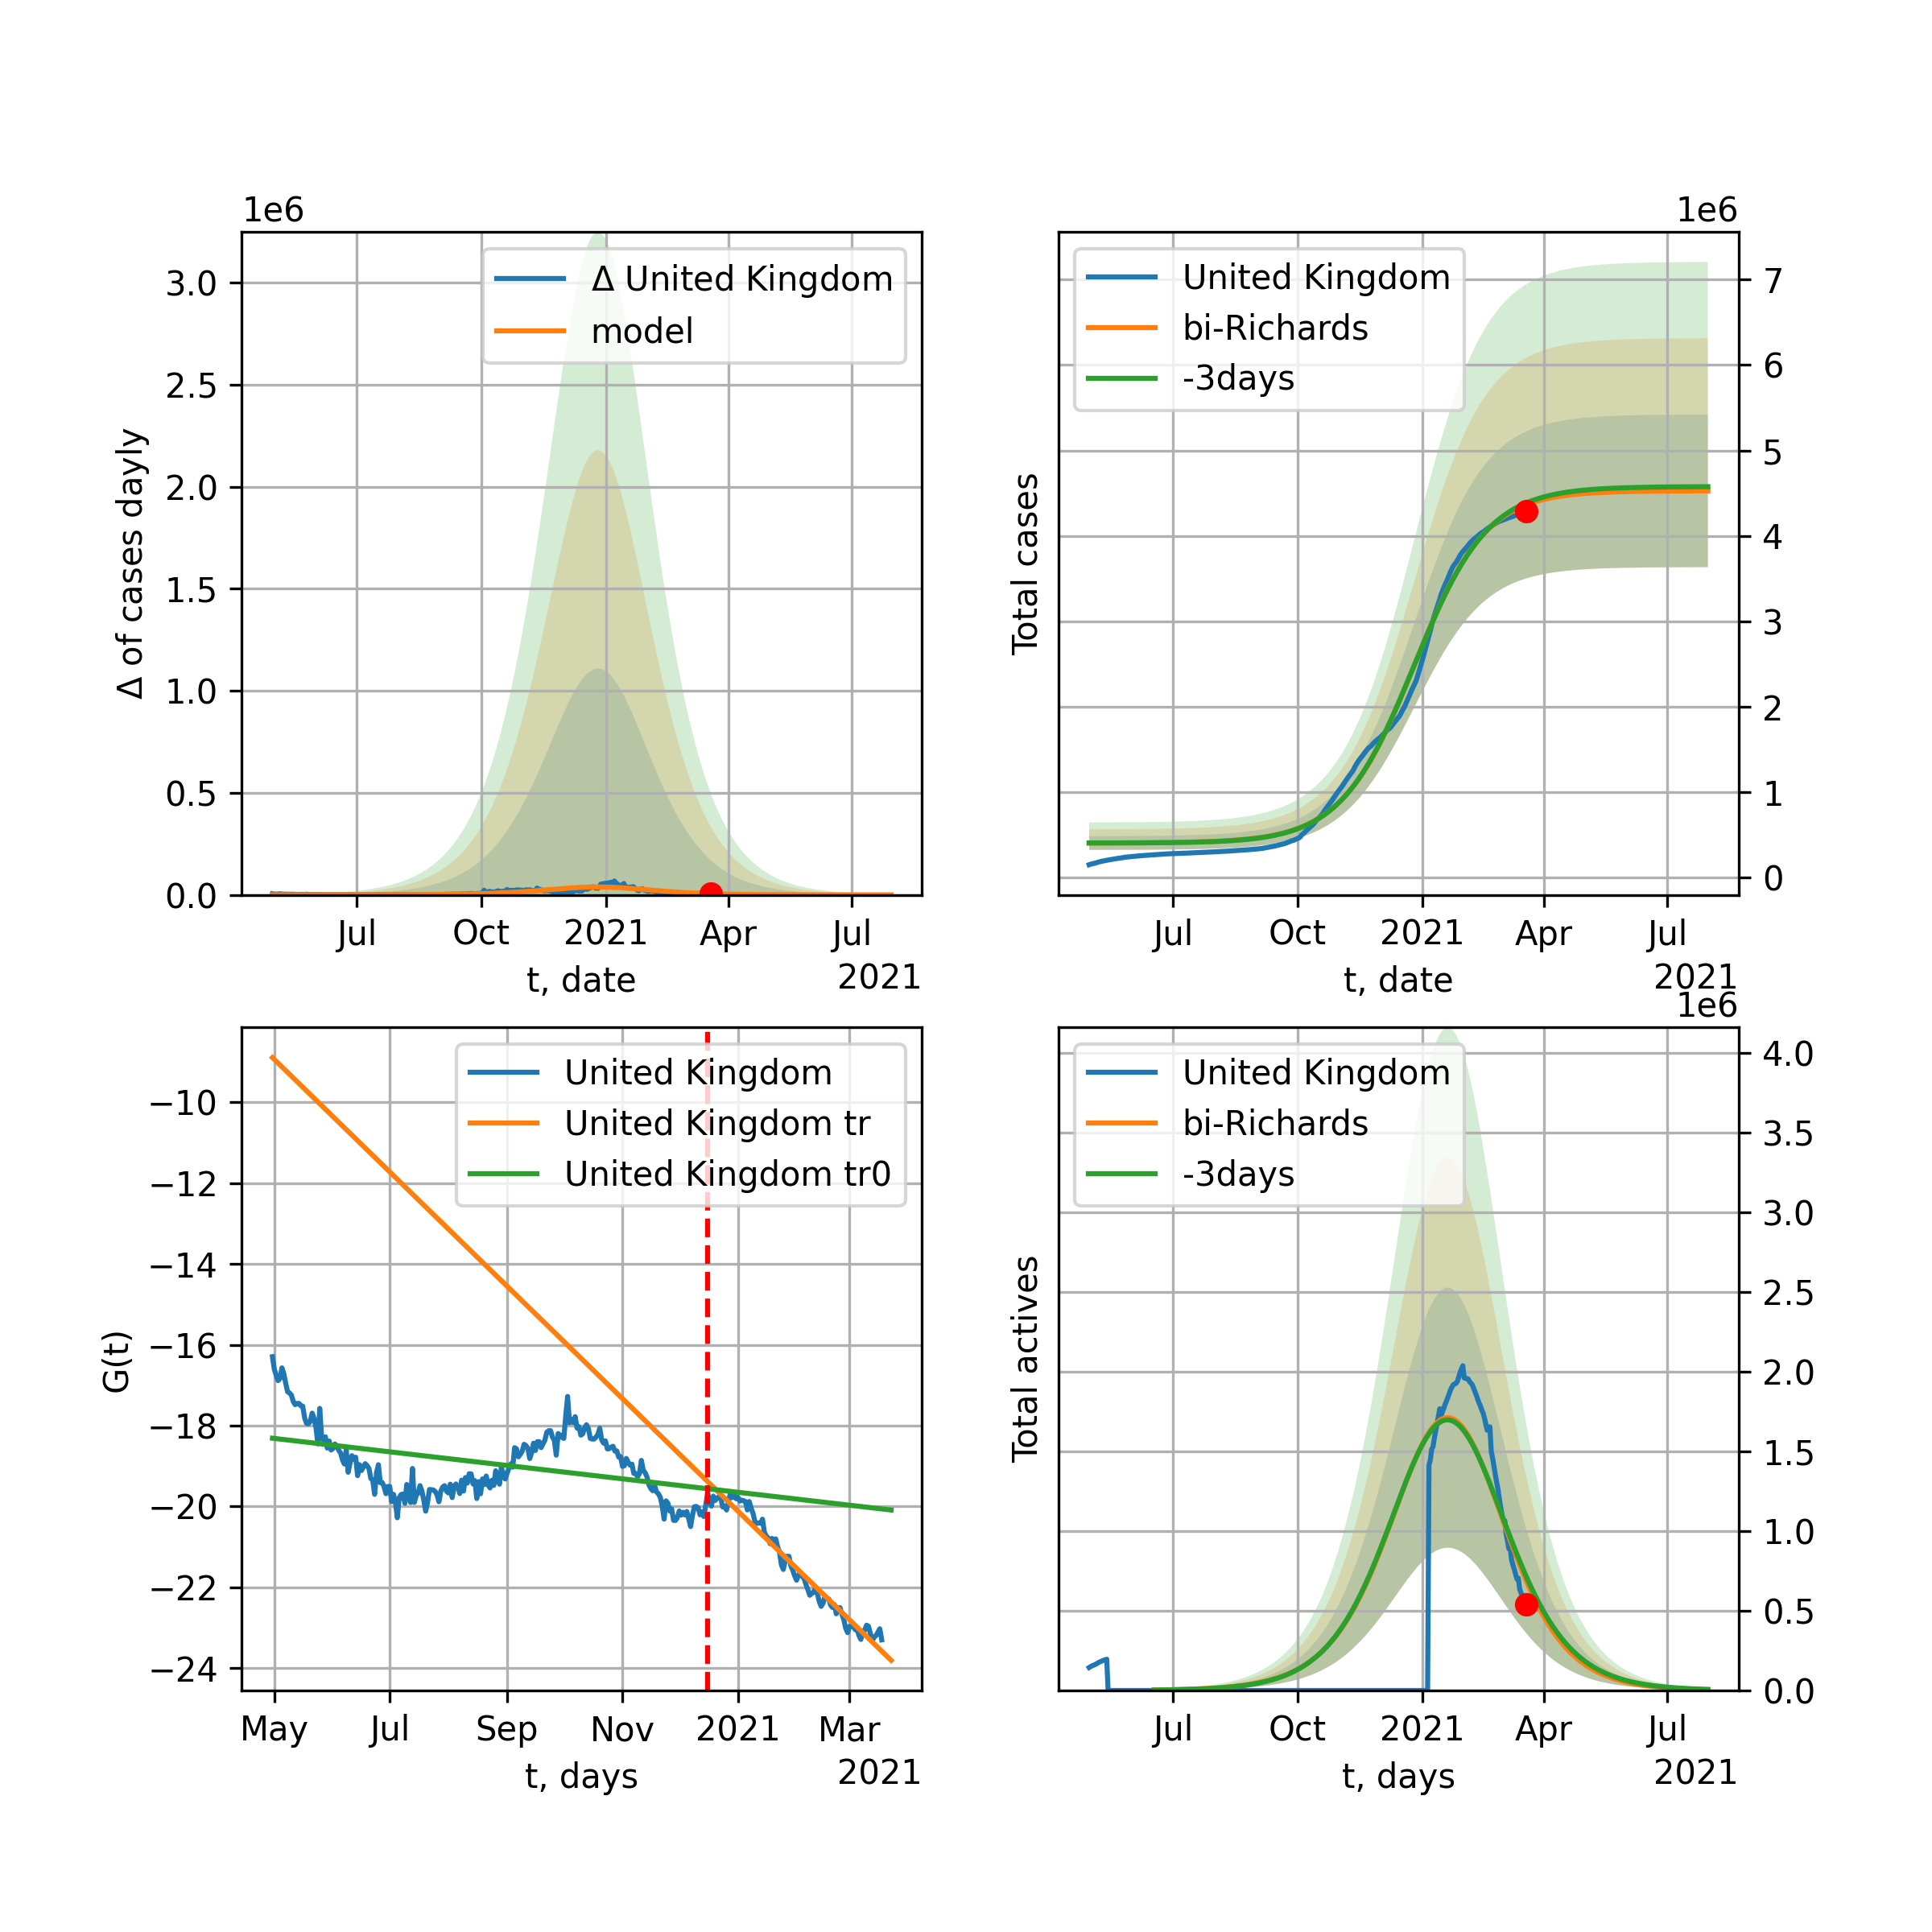 1e6
3.0
2.5
2.0
1.5
1.0
0.5
0.0
Δ of cases dayly
Δ United Kingdom
model
Jul
Oct
2021
Apr
Jul
t, date
2021
1e6
United Kingdom
bi-Richards
-3days
Total cases
7
6
5
4
3
2
1
0
Jul
Oct
2021
Apr
Jul
t, date
2021
G(t)
−10
−12
−14
−16
−18
−20
−22
−24
United Kingdom
United Kingdom tr
United Kingdom tr0
May
Jul
Sep
Nov
2021
Mar
t, days
2021
1e6
United Kingdom
bi-Richards
-3days
Total actives
4.0
3.5
3.0
2.5
2.0
1.5
1.0
0.5
0.0
Jul
Oct
2021
Apr
Jul
t, days
2021